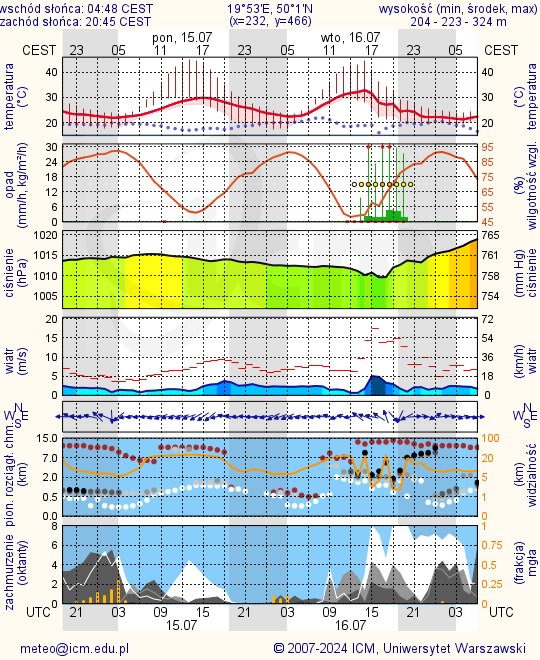 wschód słońca: 04:48 CEST 19°53'E, 50°1'N wysokość (min, środek, max)
zachód słońca: 20:45 CEST (x=232, y=466) 204 - 223 - 324 m
pon, 15.07 wto, 16.07
CEST 23 05 11 17 23 05 11 17 23 05 CEST
temperatura (°C) 40 30 20 40 30 20 (°C) temperatura
opad (mm/h, kg/m²/h) 30 24 18 12 6 0 95 85 75 65 55 45 (%) wilgotność wzgl.
ciśnienie (hPa) 1020 1015 1010 1005 765 761 758 754 (mm Hg) ciśnienie
wiatr (m/s) 20 15 10 5 0 72 54 36 18 0 (km/h) wiatr
N W E S N W E S
pion. rozciągł. chm. (km) 15.0 7.0 2.0 0.5 0.0 100 20 5 1 0 (km) widzialność
zachmurzenie (oktanty) 8 6 4 2 0 1 0.75 0.5 0.25 0 (frakcja) mgła
UTC 21 03 09 15 21 03 09 15 21 03 UTC
15.07 16.07
meteo@icm.edu.pl © 2007-2024 ICM, Uniwersytet Warszawski